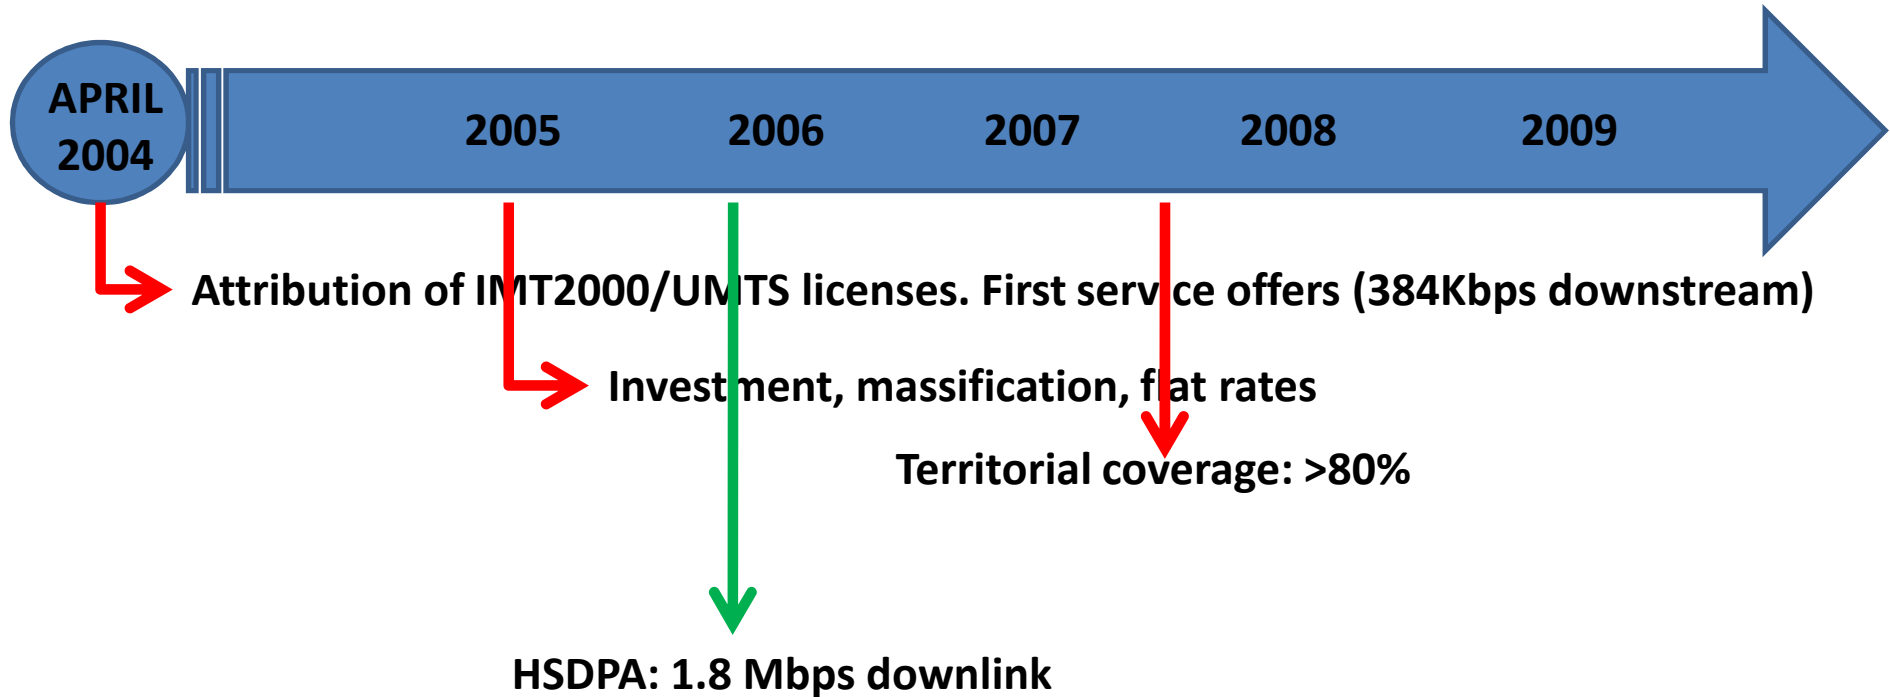 APRIL
2004
2005 2006 2007 2008 2009
Attribution of IMT2000/UMTS licenses. First service offers (384Kbps downstream)
Investment, massification, flat rates
Territorial coverage: >80%
HSDPA: 1.8 Mbps downlink